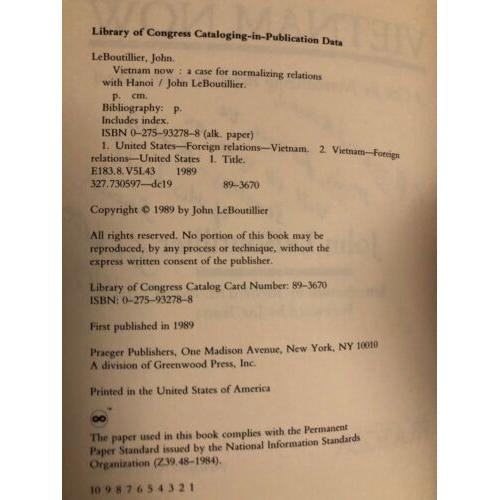 Library of Congress Cataloging-in-Publication Data
LeBoutillier, John.
Vietnam now : a case for normalizing relations
with Hanoi / John LeBoutillier.
p. cm.
Bibliography: p.
Includes index.
ISBN 0-275-93278-8 (alk. paper)
1. United States—Foreign relations—Vietnam. 2. Vietnam—Foreign
relations—United States I. Title.
E183.8.V5L43 1989
327.730597—dc19 89-3670
Copyright © 1989 by John LeBoutillier
All rights reserved. No portion of this book may be
reproduced, by any process or technique, without the
express written consent of the publisher.
Library of Congress Catalog Card Number: 89-3670
ISBN: 0-275-93278-8
First published in 1989
Praeger Publishers, One Madison Avenue, New York, NY 10010
A division of Greenwood Press, Inc.
Printed in the United States of America
™
The paper used in this book complies with the Permanent
Paper Standard issued by the National Information Standards
Organization (Z39.48-1984).
10 9 8 7 6 5 4 3 2 1